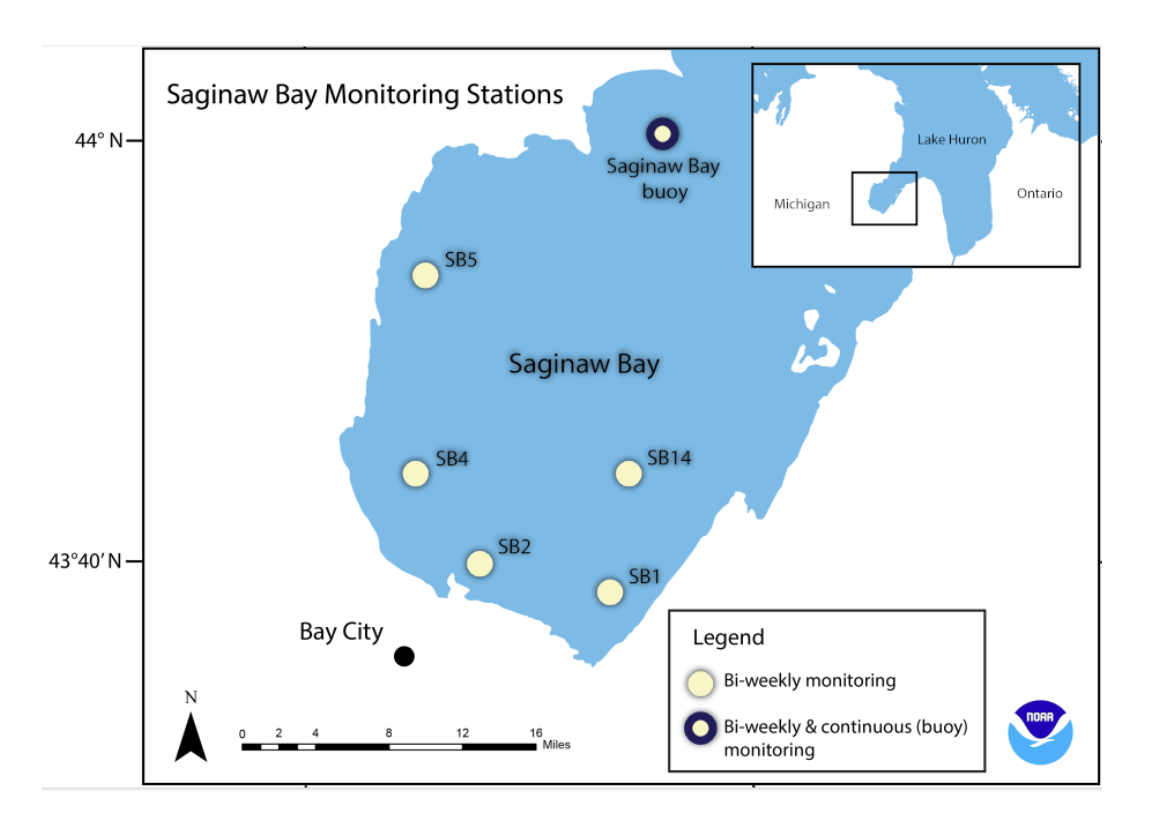 Saginaw Bay Monitoring Stations
44° N
Saginaw Bay
buoy
Lake Huron
Michigan
Ontario
SB5
Saginaw Bay
SB4
SB14
43°40' N
SB2
SB1
Bay City
Legend
Bi-weekly monitoring
Bi-weekly & continuous (buoy)
monitoring
N
0 2 4 8 12 16
Miles
NOAA